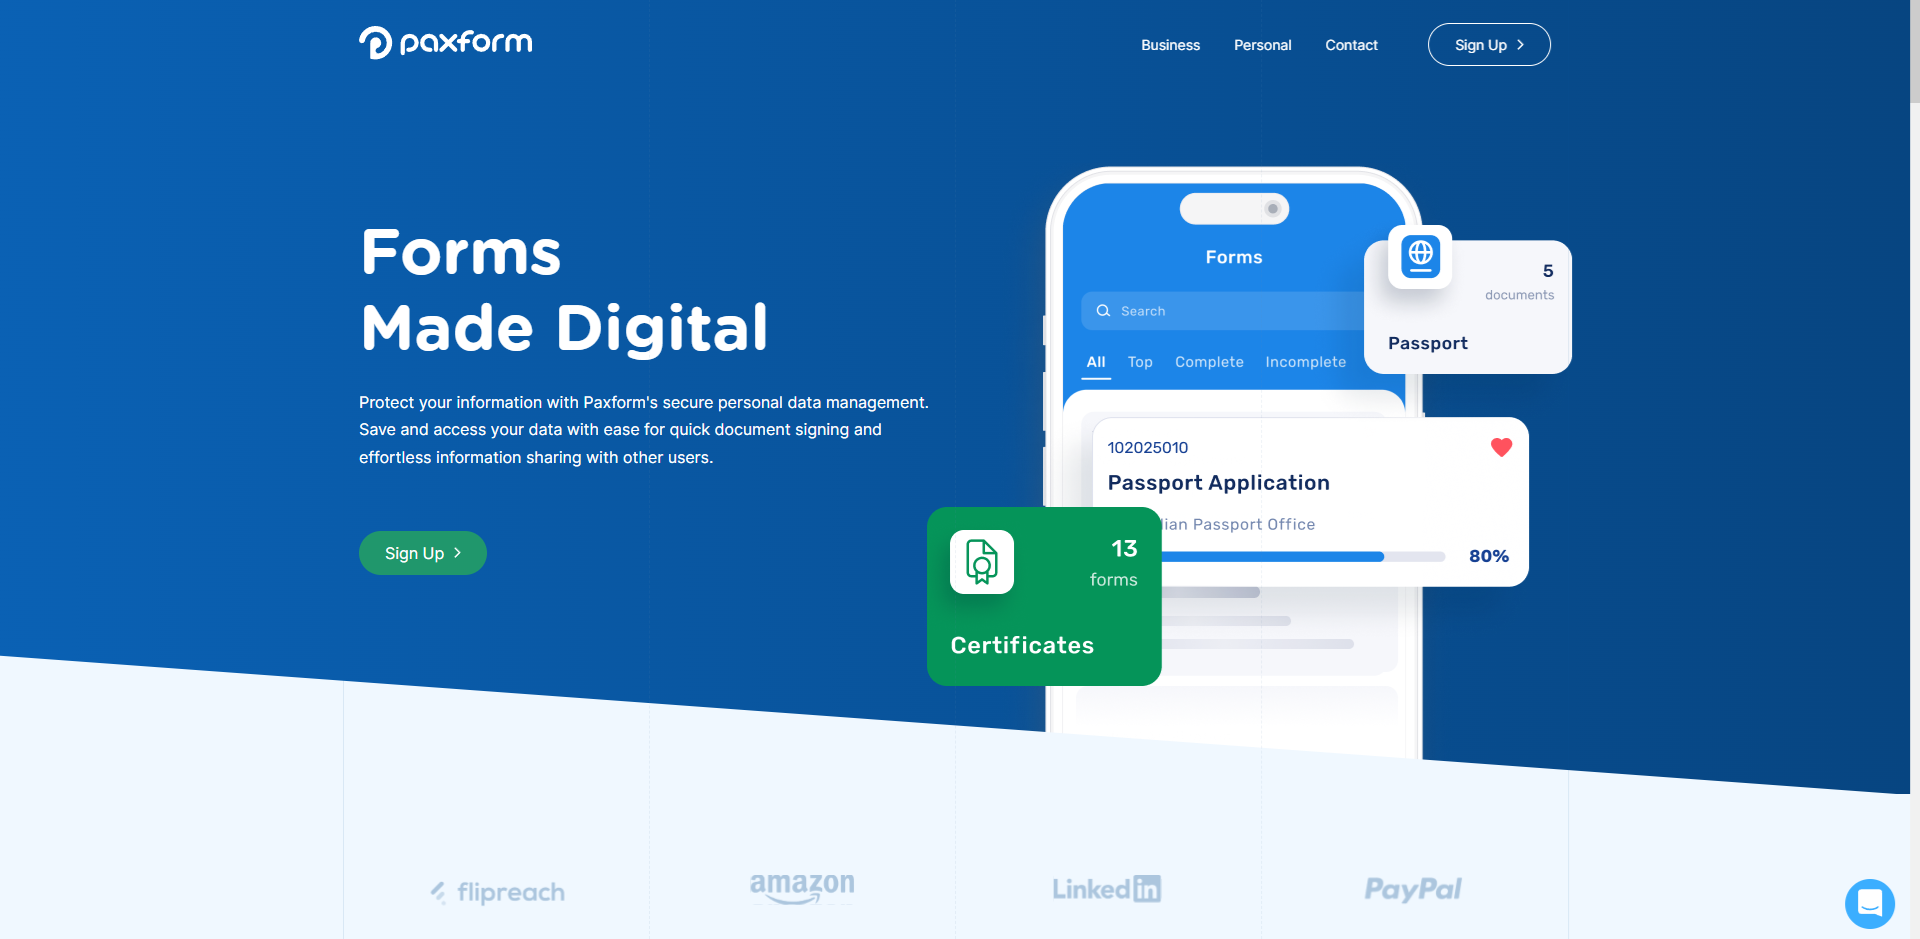 paxform
Business
Personal
Contact
Sign Up
Forms
Made Digital
Protect your information with Paxform's secure personal data management.
Save and access your data with ease for quick document signing and
effortless information sharing with other users.
Sign Up
Forms
Search
All
Top
Complete
Incomplete
5
documents
Passport
102025010
Passport Application
Passport Office
80%
13
forms
Certificates
flipreach
amazon
LinkedIn
PayPal